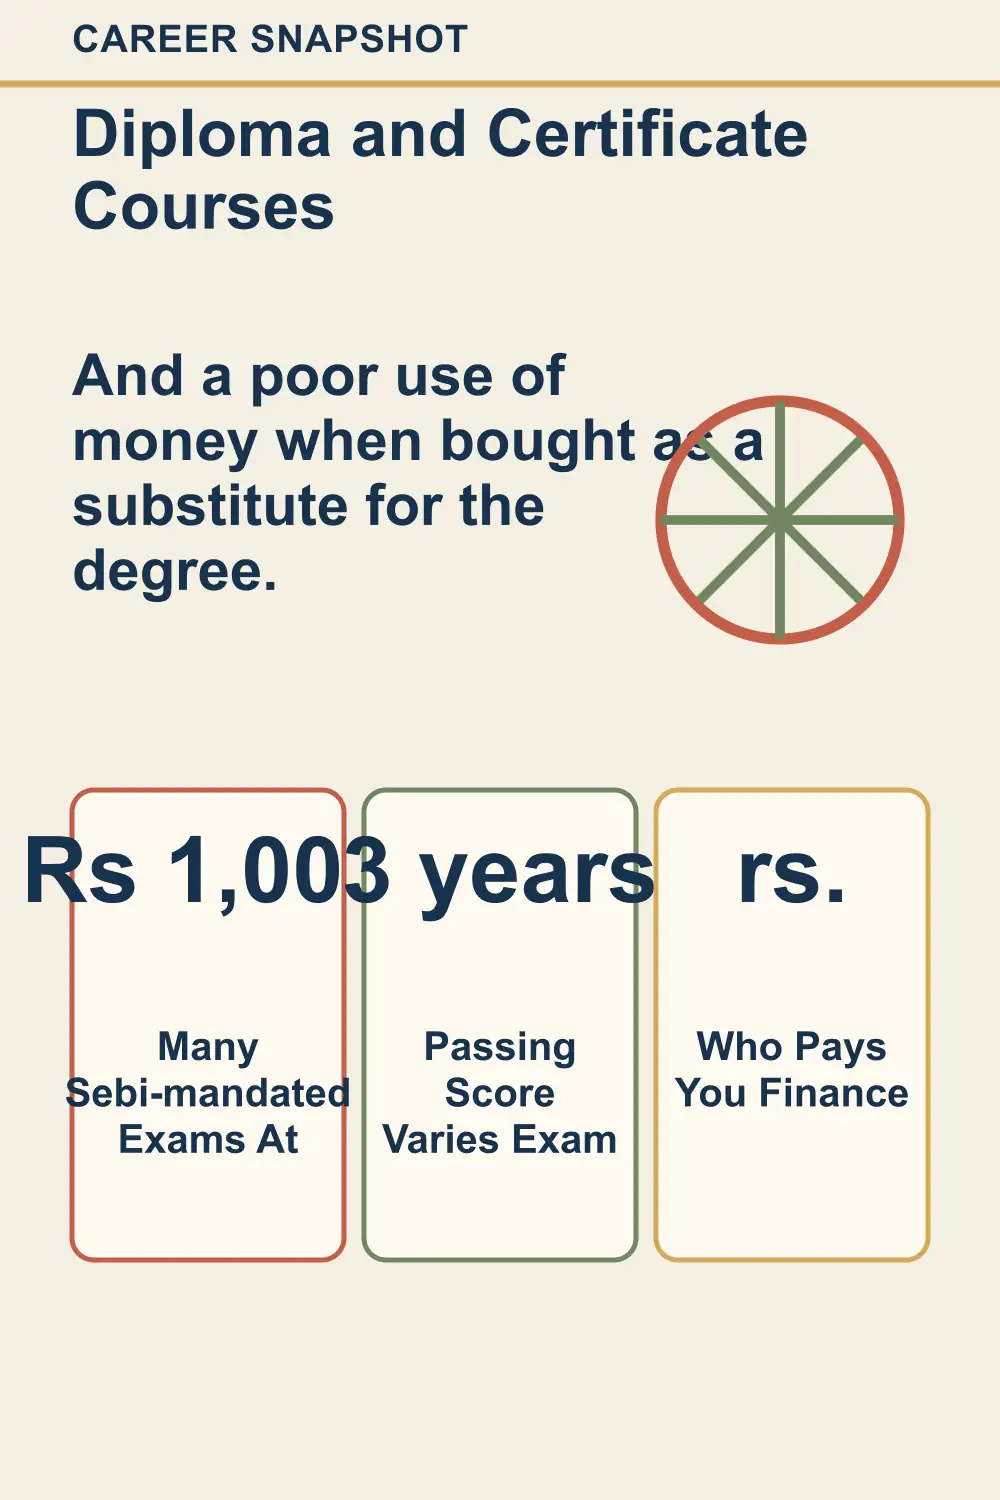 CAREER SNAPSHOT
Diploma and Certificate
Courses
And a poor use of
money when bought as a
substitute for the
degree.
Rs 1,003 years rs.
Many
Sebi-mandated
Exams At
Passing
Score
Varies Exam
Who Pays
You Finance